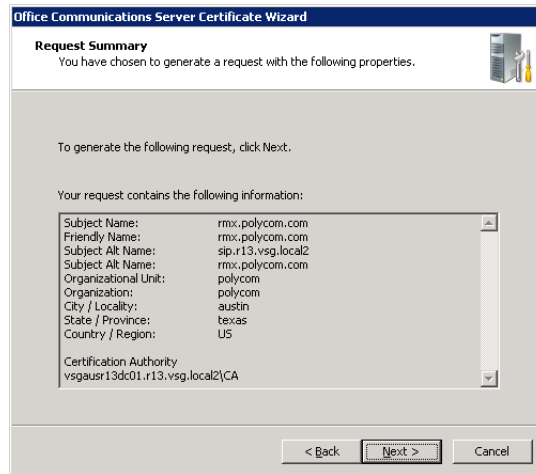 Office Communications Server Certificate Wizard
Request Summary
You have chosen to generate a request with the following properties.
To generate the following request, click Next.
Your request contains the following information:
Subject Name: rmx.polycom.com
Friendly Name: rmx.polycom.com
Subject Alt Name: sip.r13.vsg.local2
Subject Alt Name: rmx.polycom.com
Organizational Unit: polycom
Organization: polycom
City / Locality: austin
State / Province: texas
Country / Region: US
Certification Authority
vsgausr13dc01.r13.vsg.local2\CA
< Back Next > Cancel